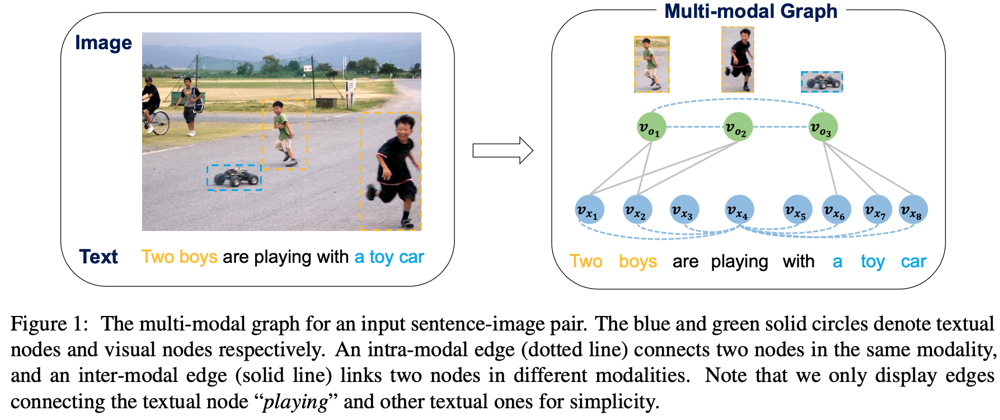 Multi-modal Graph
Image
A-4
v_{o_1} v_{o_2} v_{o_3}
v_{x_1} v_{x_2} v_{x_3} v_{x_4} v_{x_5} v_{x_6} v_{x_7} v_{x_8}
Text Two boys are playing with a toy car
Two boys are playing with a toy car
Figure 1: The multi-modal graph for an input sentence-image pair. The blue and green solid circles denote textual
nodes and visual nodes respectively. An intra-modal edge (dotted line) connects two nodes in the same modality,
and an inter-modal edge (solid line) links two nodes in different modalities. Note that we only display edges
connecting the textual node “playing” and other textual ones for simplicity.